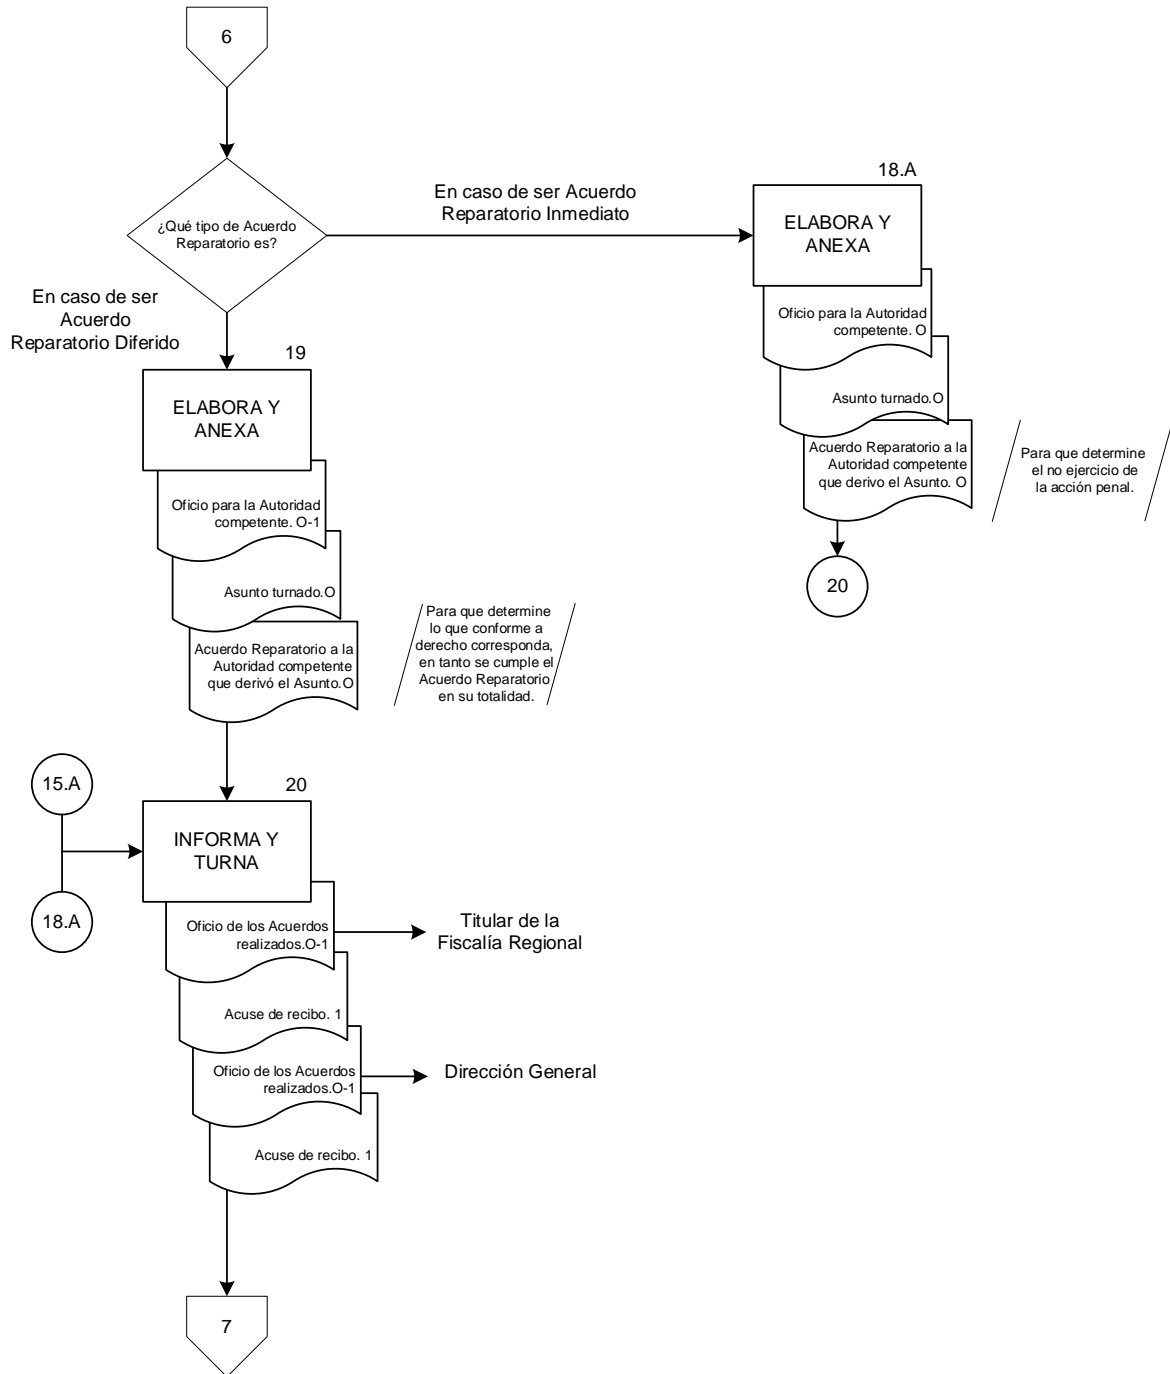 6
¿Qué tipo de Acuerdo
Reparatorio es?
En caso de ser Acuerdo
Reparatorio Inmediato
18.A
ELABORA Y
ANEXA
Oficio para la Autoridad
competente. O
Asunto turnado.O
Acuerdo Reparatorio a la
Autoridad competente
que derivo el Asunto. O
Para que determine
el no ejercicio de
la acción penal.
20
En caso de ser
Acuerdo
Reparatorio Diferido
19
ELABORA Y
ANEXA
Oficio para la Autoridad
competente. O-1
Asunto turnado.O
Acuerdo Reparatorio a la
Autoridad competente
que derivó el Asunto.O
Para que determine
lo que conforme a
derecho corresponda,
en tanto se cumple el
Acuerdo Reparatorio
en su totalidad.
15.A
18.A
20
INFORMA Y
TURNA
Oficio de los Acuerdos
realizados.O-1
Titular de la
Fiscalía Regional
Acuse de recibo. 1
Oficio de los Acuerdos
realizados.O-1
Dirección General
Acuse de recibo. 1
7